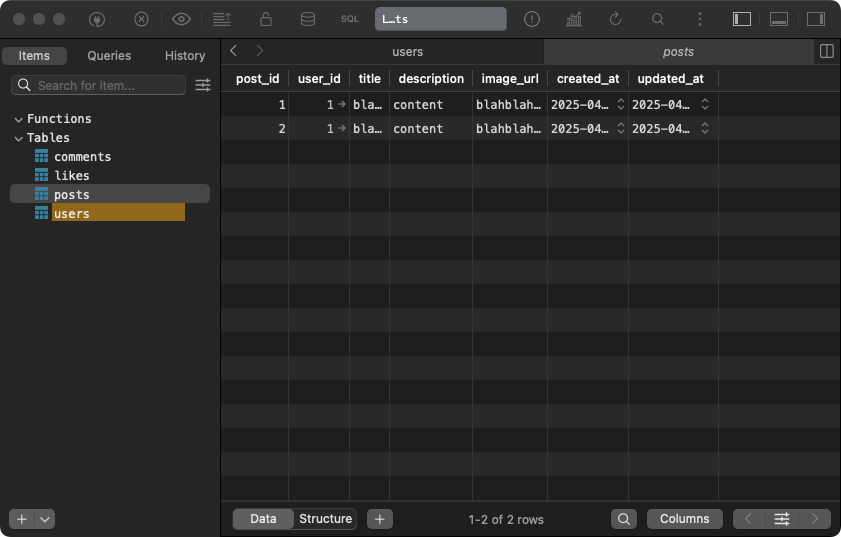 SQL L...ts
Items Queries History
users posts
Search for item...
post_id user_id title description image_url created_at updated_at
1 1 bla... content blahblah... 2025-04... 2025-04...
2 1 bla... content blahblah... 2025-04... 2025-04...
Functions
Tables
comments
likes
posts
users
Data Structure 1-2 of 2 rows Columns